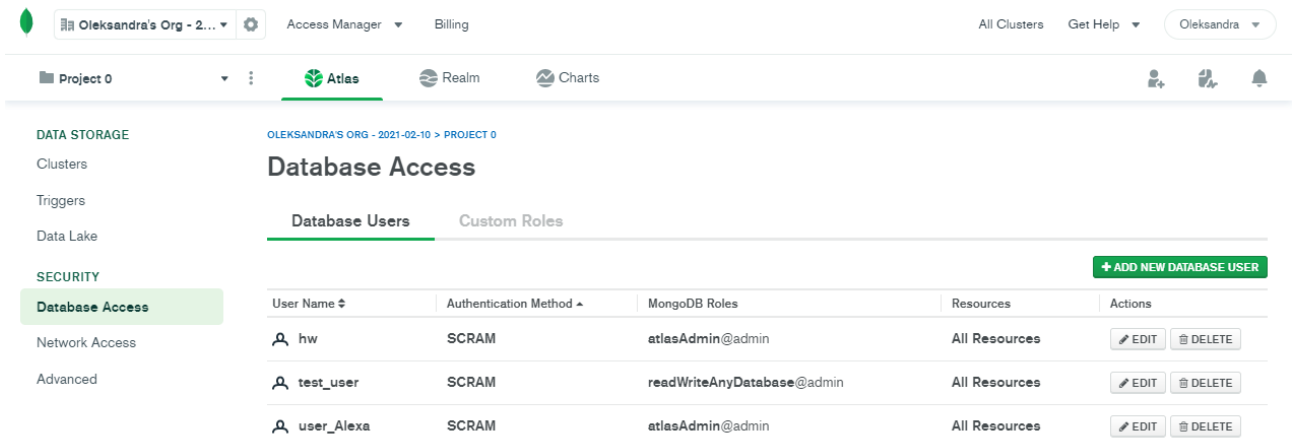 Oleksandra's Org - 2... Access Manager Billing All Clusters Get Help Oleksandra
Project 0 Atlas Realm Charts
DATA STORAGE
Clusters
Triggers
Data Lake
SECURITY
Database Access
Network Access
Advanced
OLEKSANDRA'S ORG - 2021-02-10 > PROJECT 0
Database Access
Database Users Custom Roles
+ ADD NEW DATABASE USER
User Name Authentication Method MongoDB Roles Resources Actions
hw SCRAM atlasAdmin@admin All Resources EDIT DELETE
test_user SCRAM readWriteAnyDatabase@admin All Resources EDIT DELETE
user_Alexa SCRAM atlasAdmin@admin All Resources EDIT DELETE